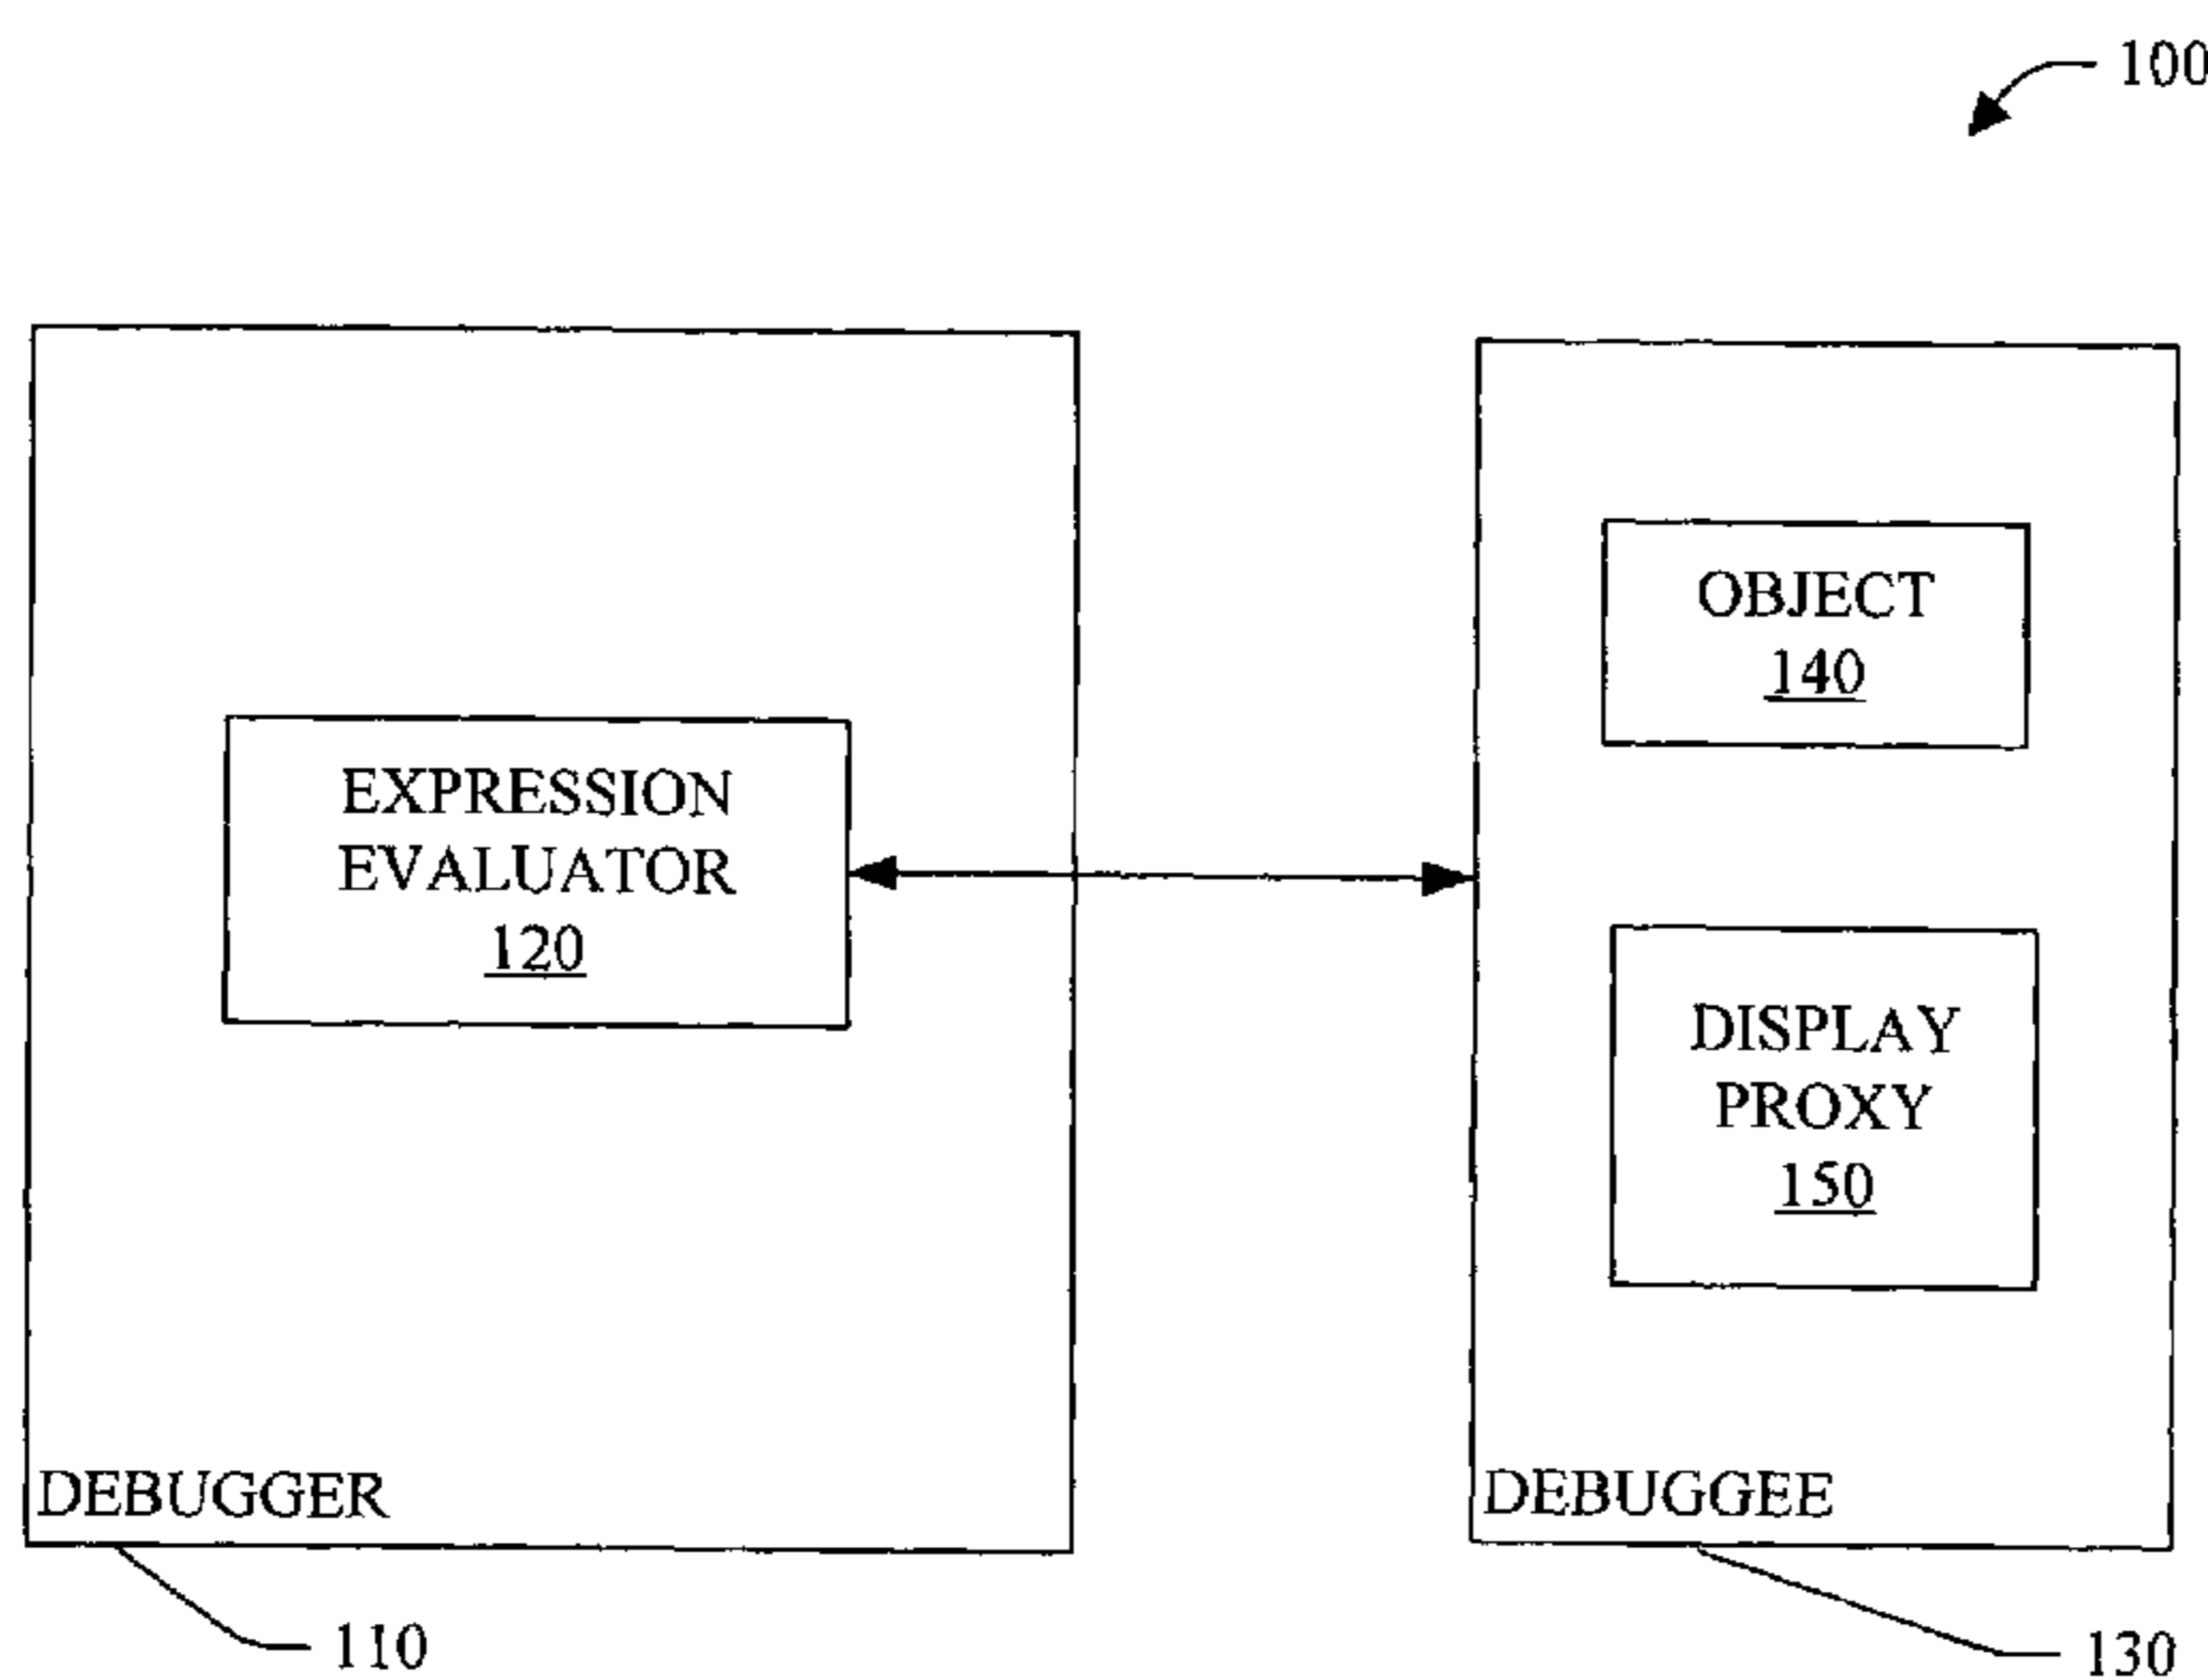 100
OBJECT
140
EXPRESSION
EVALUATOR
120
DISPLAY
PROXY
150
DEBUGGER
DEBUGGEE
110
130